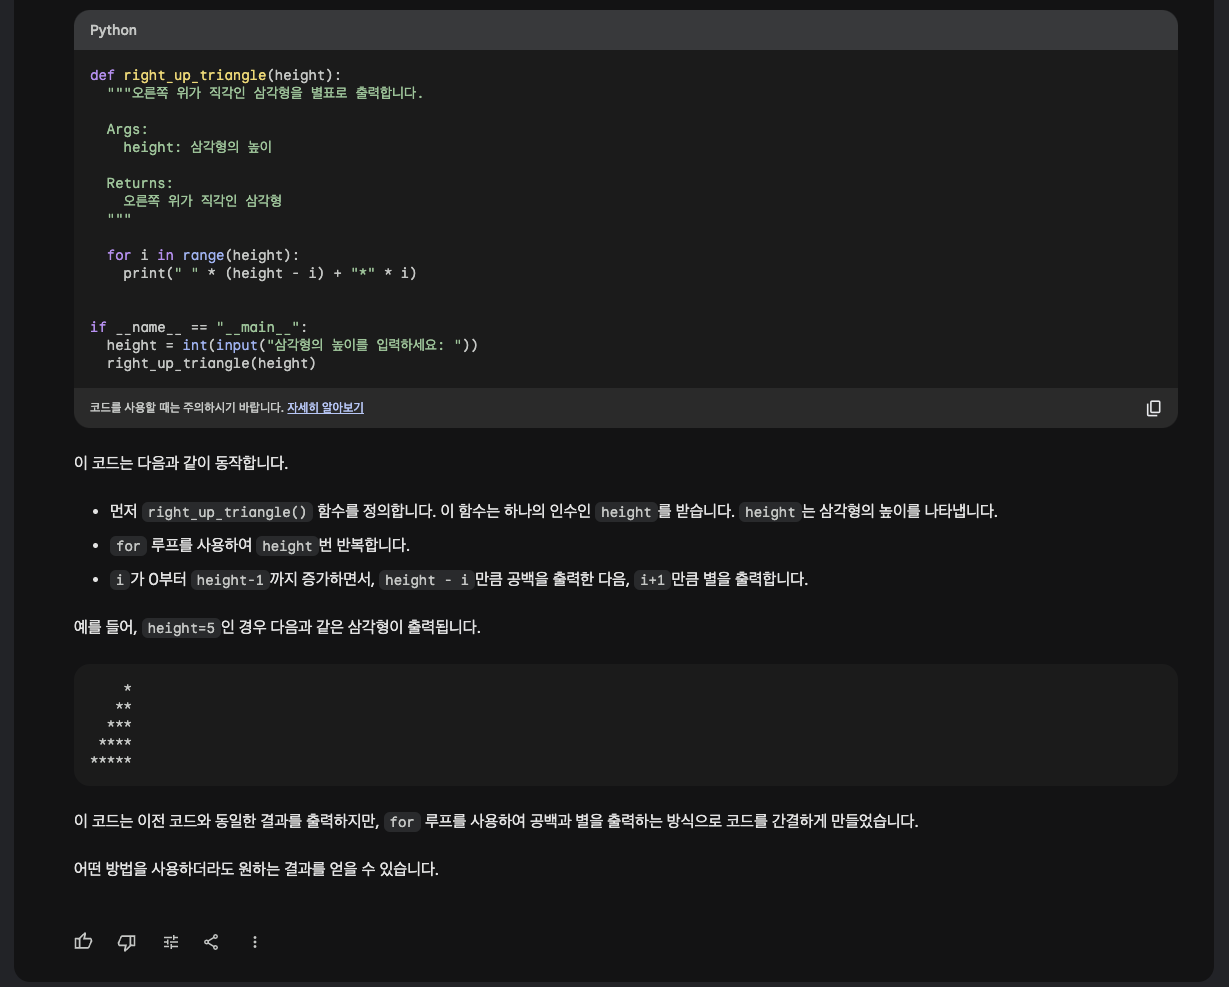 Python
def right_up_triangle(height):
  """오른쪽 위가 직각인 삼각형을 별표로 출력합니다.
  Args:
    height: 삼각형의 높이
  Returns:
    오른쪽 위가 직각인 삼각형
  """
  for i in range(height):
    print(" " * (height - i) + "*" * i)
if __name__ == "__main__":
  height = int(input("삼각형의 높이를 입력하세요: "))
  right_up_triangle(height)
코드를 사용할 때는 주의하시기 바랍니다. 자세히 알아보기
이 코드는 다음과 같이 동작합니다.
• 먼저 right_up_triangle() 함수를 정의합니다. 이 함수는 하나의 인수인 height를 받습니다. height는 삼각형의 높이를 나타냅니다.
• for 루프를 사용하여 height번 반복합니다.
• i가 0부터 height-1까지 증가하면서, height - i만큼 공백을 출력한 다음, i+1만큼 별을 출력합니다.
예를 들어, height=5인 경우 다음과 같은 삼각형이 출력됩니다.
    *
   **
  ***
 ****
*****
이 코드는 이전 코드와 동일한 결과를 출력하지만, for 루프를 사용하여 공백과 별을 출력하는 방식으로 코드를 간결하게 만들었습니다.
어떤 방법을 사용하더라도 원하는 결과를 얻을 수 있습니다.